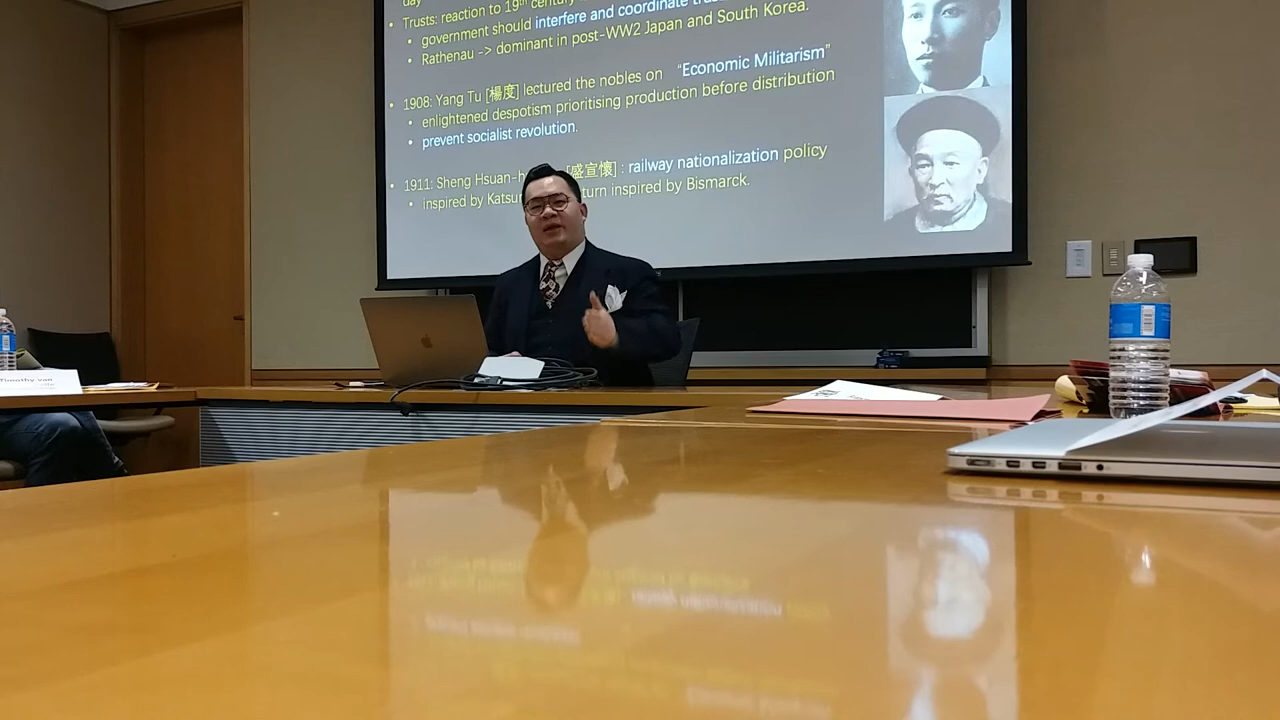 day
• Trusts: reaction to 19th century
• government should interfere and coordinate
• Rathenau -> dominant in post-WW2 Japan and South Korea.
• 1908: Yang Tu [楊度] lectured the nobles on “Economic Militarism”
• enlightened despotism prioritising production before distribution
• prevent socialist revolution.
• 1911: Sheng Hsuan- [盛宣懷] : railway nationalization policy
• inspired by turn inspired by Bismarck.
Timothy van